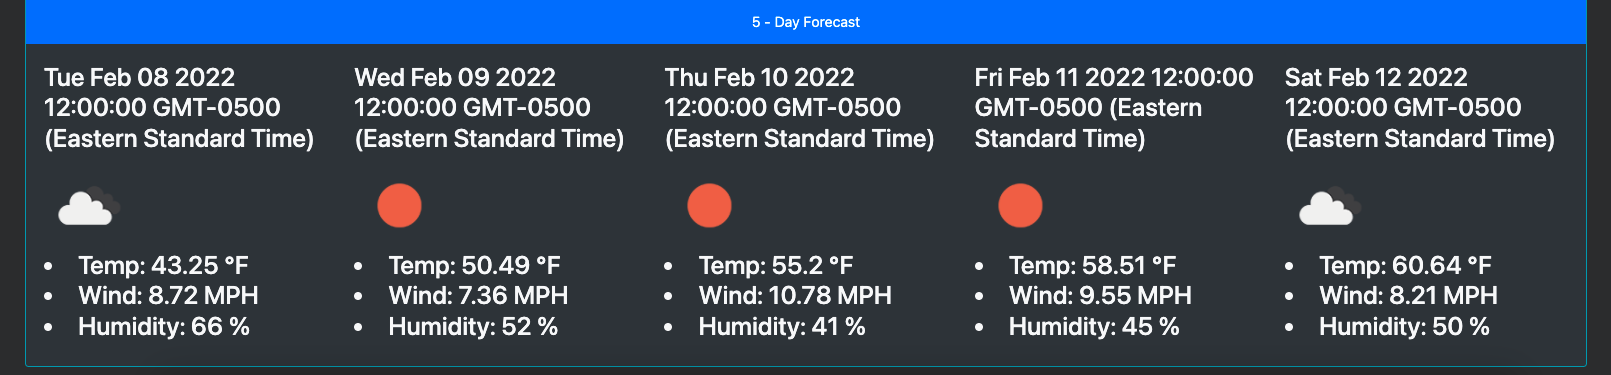 5 - Day Forecast
Tue Feb 08 2022
12:00:00 GMT-0500
(Eastern Standard Time)
• Temp: 43.25 °F
• Wind: 8.72 MPH
• Humidity: 66 %
Wed Feb 09 2022
12:00:00 GMT-0500
(Eastern Standard Time)
• Temp: 50.49 °F
• Wind: 7.36 MPH
• Humidity: 52 %
Thu Feb 10 2022
12:00:00 GMT-0500
(Eastern Standard Time)
• Temp: 55.2 °F
• Wind: 10.78 MPH
• Humidity: 41 %
Fri Feb 11 2022 12:00:00
GMT-0500 (Eastern
Standard Time)
• Temp: 58.51 °F
• Wind: 9.55 MPH
• Humidity: 45 %
Sat Feb 12 2022
12:00:00 GMT-0500
(Eastern Standard Time)
• Temp: 60.64 °F
• Wind: 8.21 MPH
• Humidity: 50 %